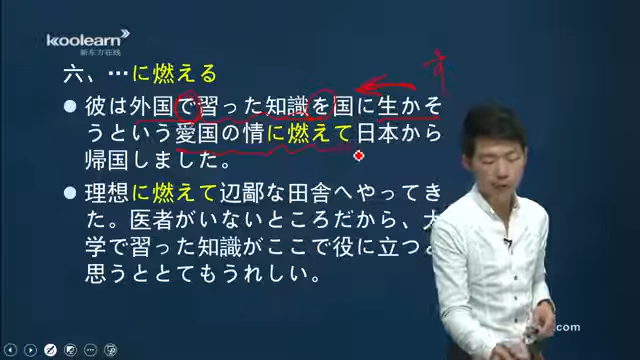 koolearn
新东方在线
六、…に燃える
● 彼は外国で習った知識を国に生かそ
うという愛国の情に燃えて日本から
帰国しました。
● 理想に燃えて辺鄙な田舎へやってき
た。医者がいないところだから、大
学で習った知識がここで役に立つと
思うととてもうれしい。
.com